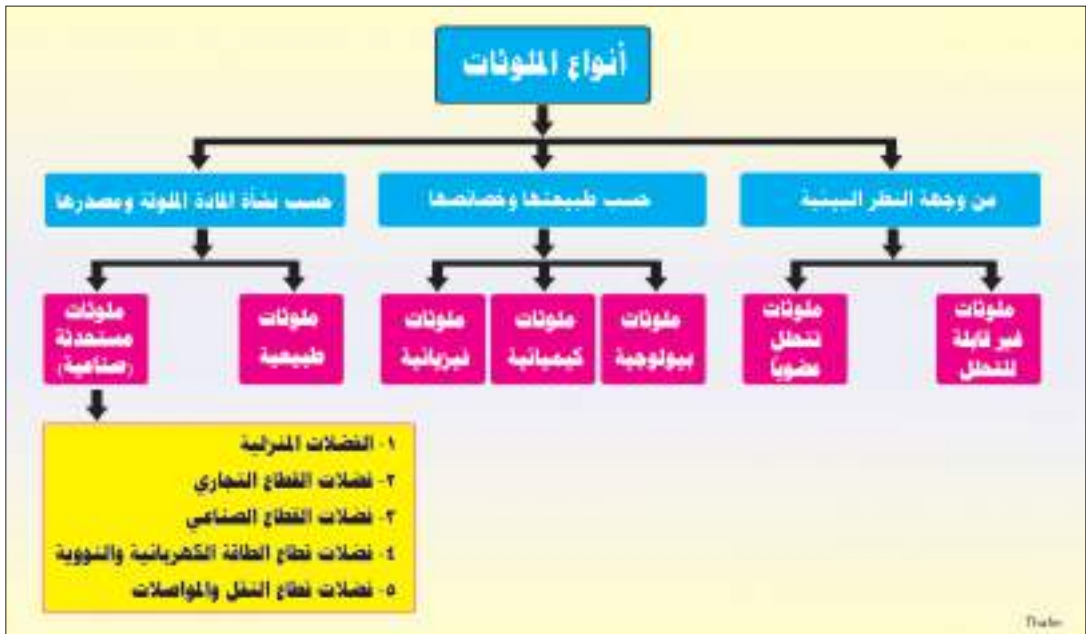 أنواع الملوثات
من وجهة النظر البيئية
حسب طبيعتها وخصائصها
حسب نشأة المادة الملوثة ومصدرها
ملوثات
غير قابلة
للتحلل
ملوثات
تتحلل
عضوياً
ملوثات
بيولوجية
ملوثات
كيميائية
ملوثات
فيزيائية
ملوثات
طبيعية
ملوثات
مستحدثة
(صناعية)
١- الفضلات المنزلية
٢- فضلات القطاع التجاري
٣- فضلات القطاع الصناعي
٤- فضلات قطاع الطاقة الكهربائية والنووية
٥- فضلات قطاع النقل والمواصلات